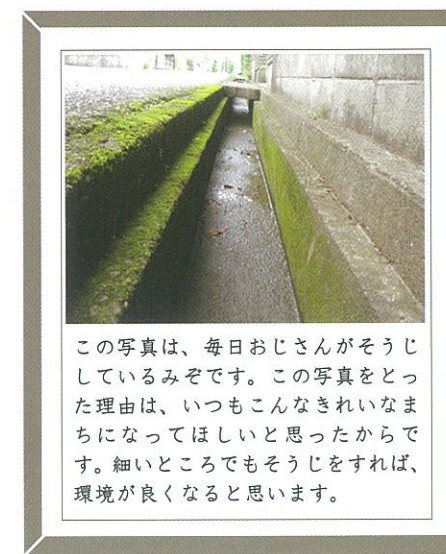 この写真は、毎日おじさんがそうじ
しているみぞです。この写真をとっ
た理由は、いつもこんなきれいなま
ちになってほしいと思ったからで
す。細いところでもそうじをすれば、
環境が良くなると思います。